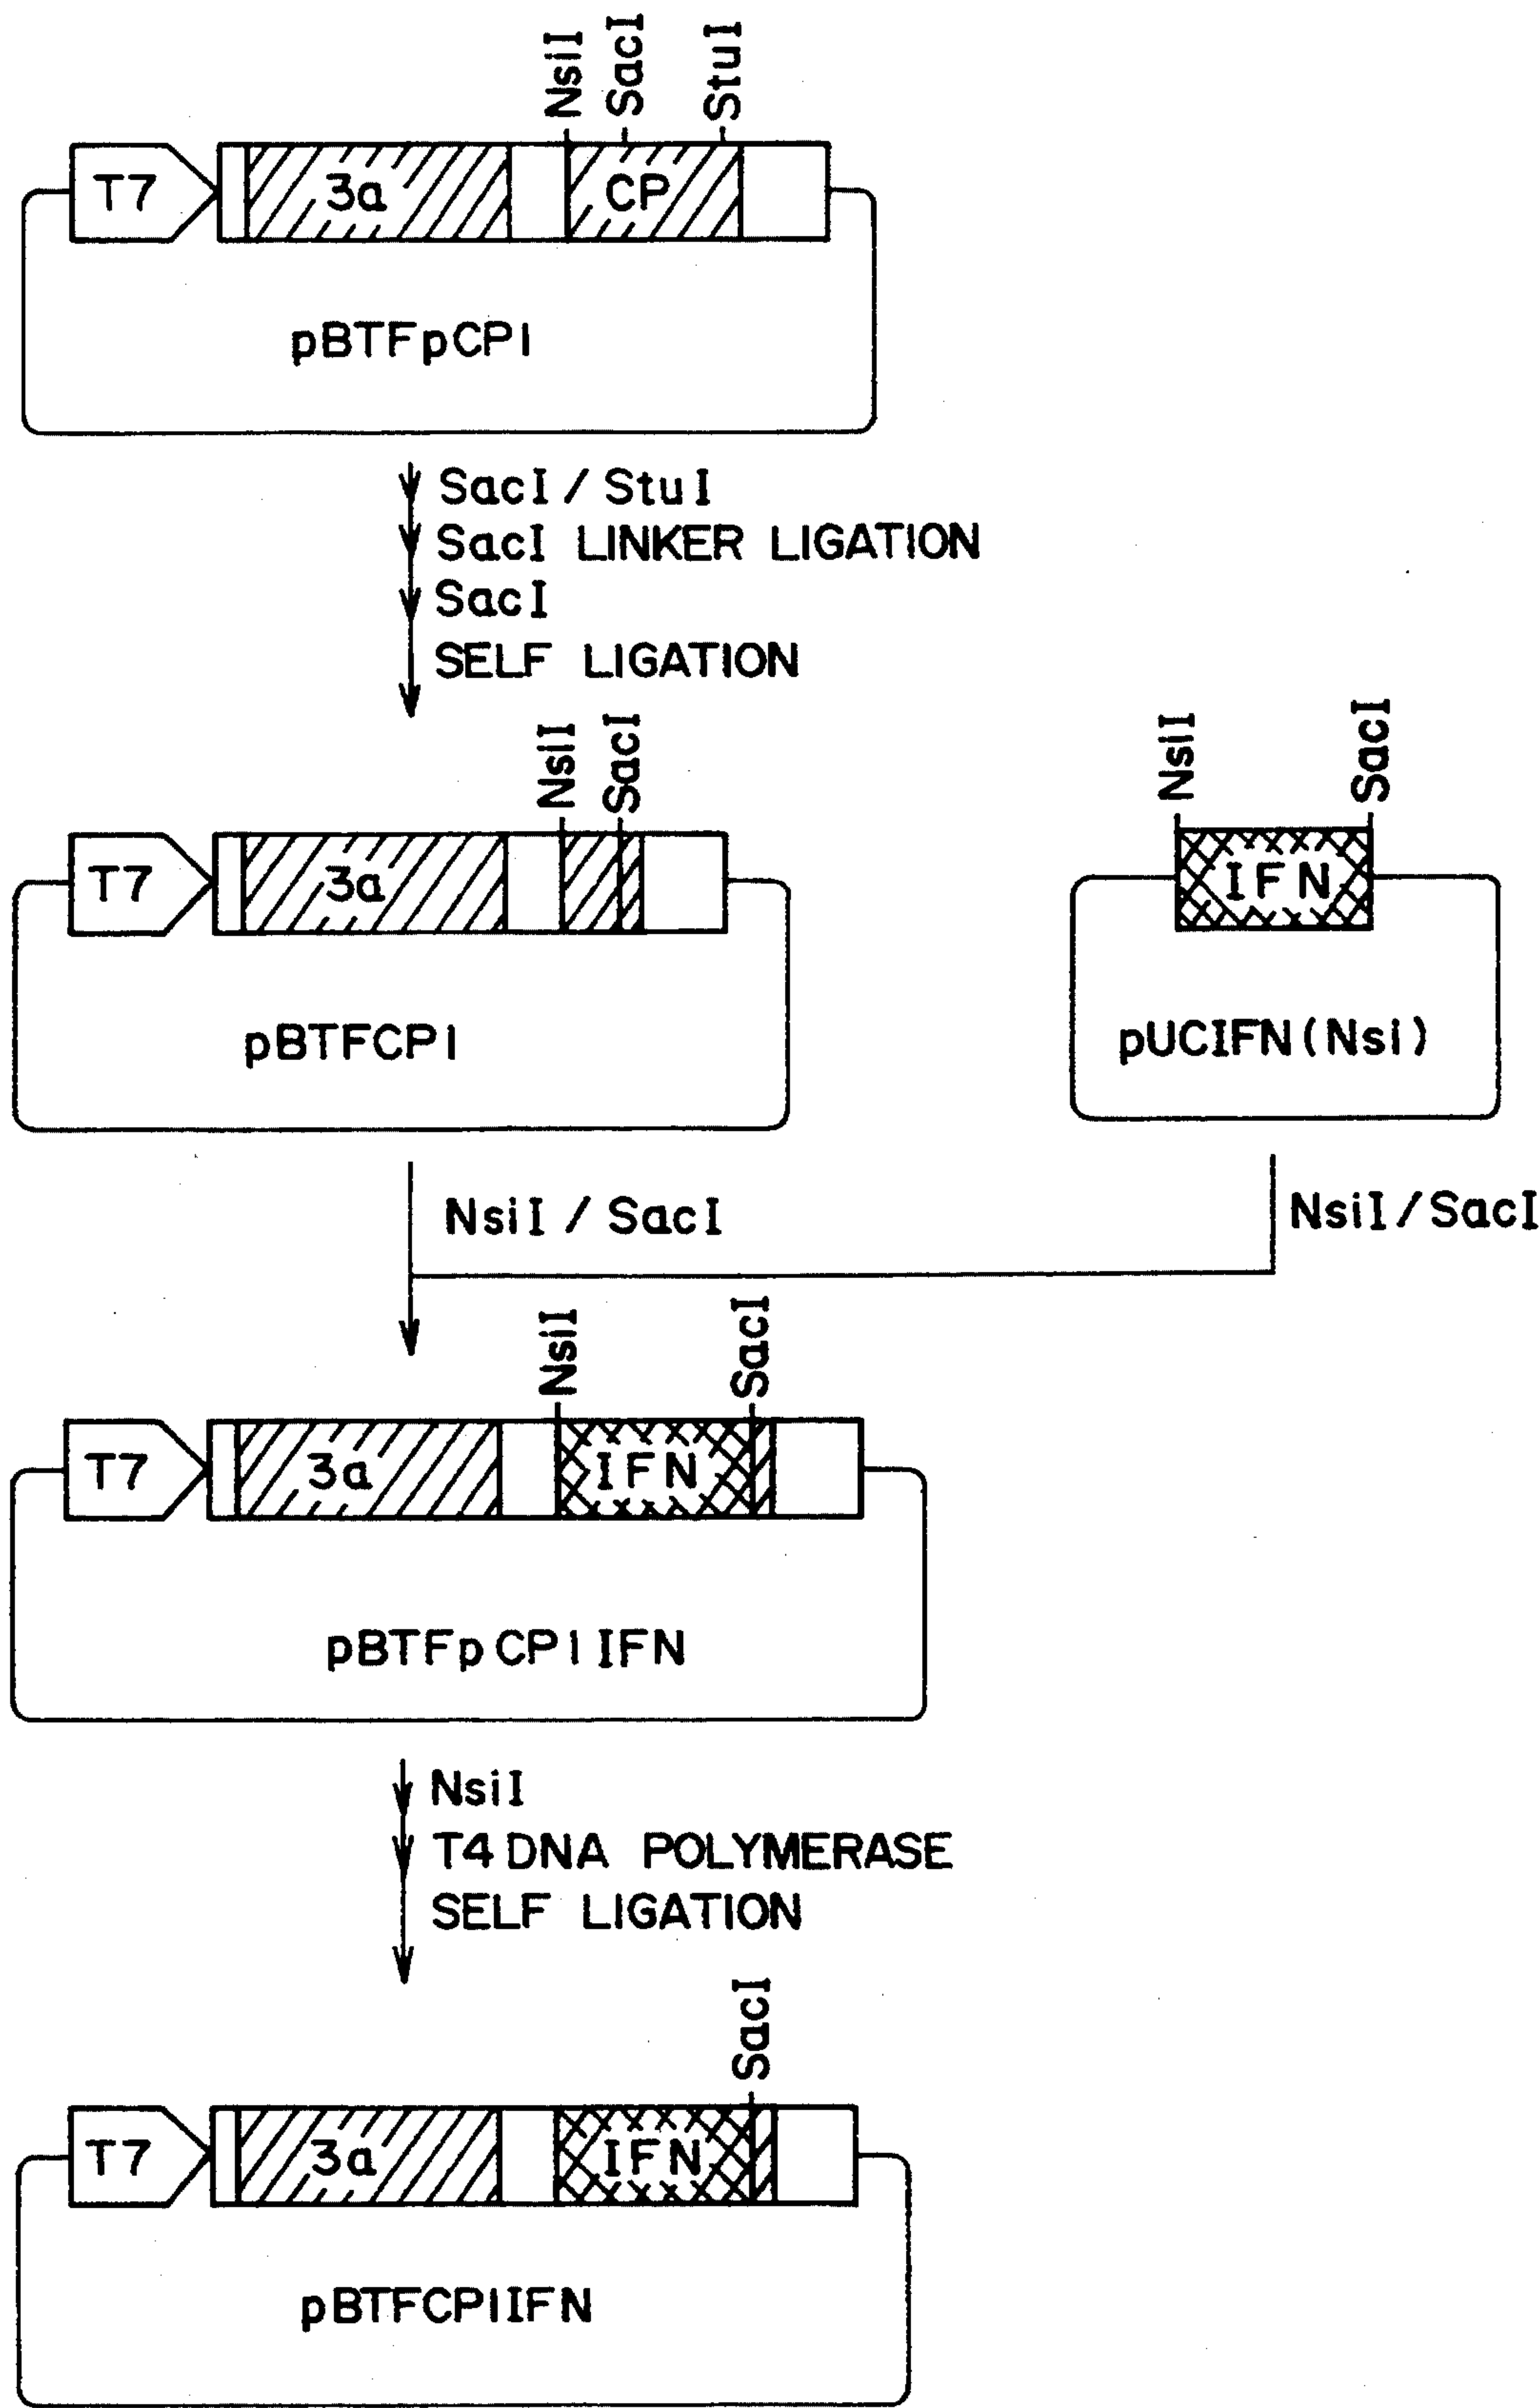 NsiI
SacI
StuI
T7
3a
CP
pBTFpCP1
SacI / StuI
SacI LINKER LIGATION
SacI
SELF LIGATION
NsiI
SacI
NsiI
SacI
T7
3a
IFN
pBTFCP1
pUCIFN(Nsi)
NsiI / SacI
NsiI/SacI
NsiI
SacI
T7
3a
IFN
pBTFpCP1IFN
NsiI
T4 DNA POLYMERASE
SELF LIGATION
SacI
T7
3a
IFN
pBTFCP1IFN